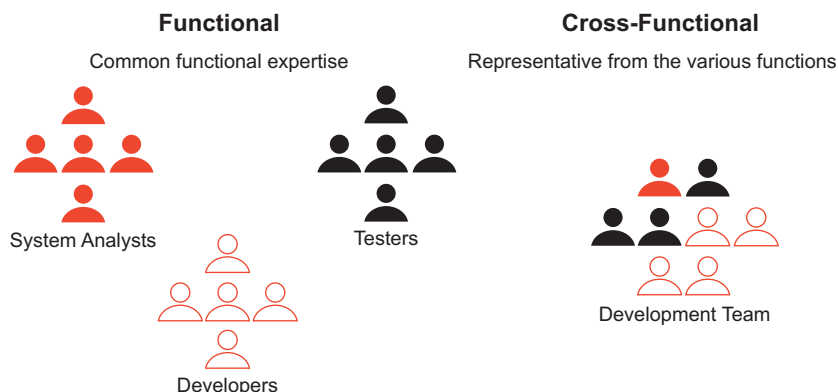 Functional
Common functional expertise
System Analysts
Testers
Developers
Cross-Functional
Representative from the various functions
Development Team